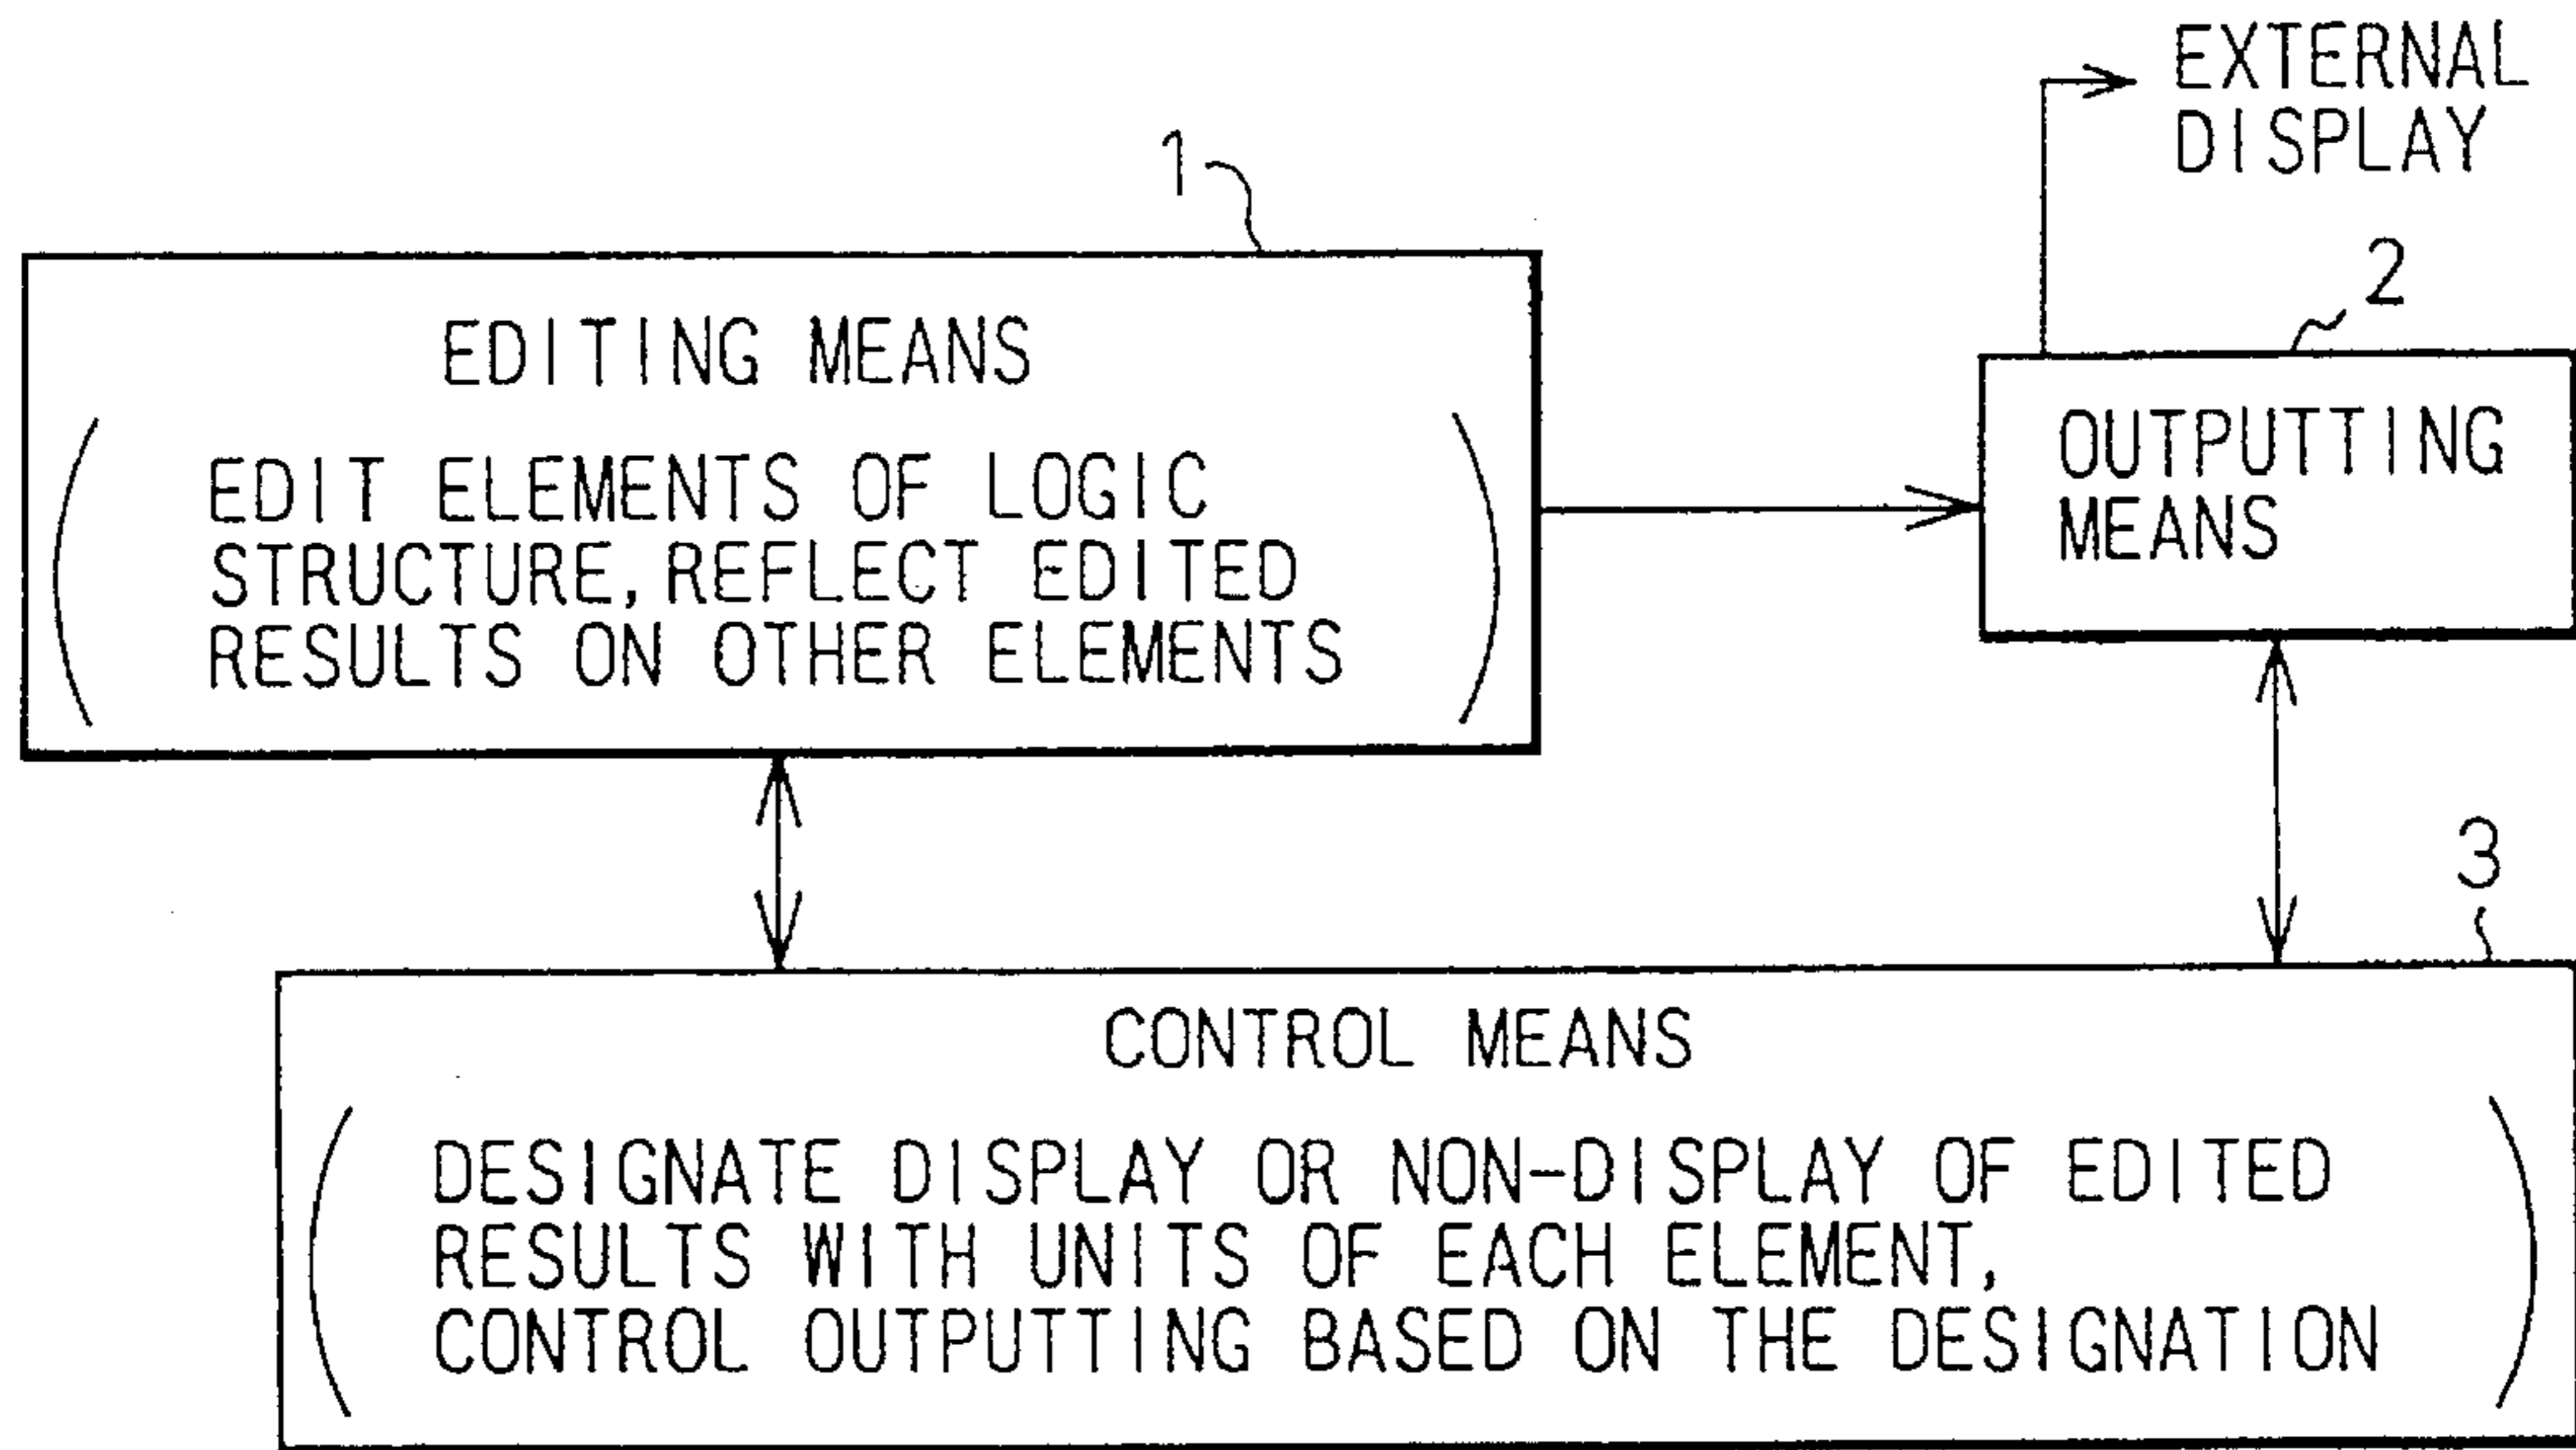 EXTERNAL
DISPLAY
1
2
EDITING MEANS
EDIT ELEMENTS OF LOGIC
STRUCTURE, REFLECT EDITED
RESULTS ON OTHER ELEMENTS
OUTPUTTING
MEANS
3
CONTROL MEANS
DESIGNATE DISPLAY OR NON-DISPLAY OF EDITED
RESULTS WITH UNITS OF EACH ELEMENT,
CONTROL OUTPUTTING BASED ON THE DESIGNATION